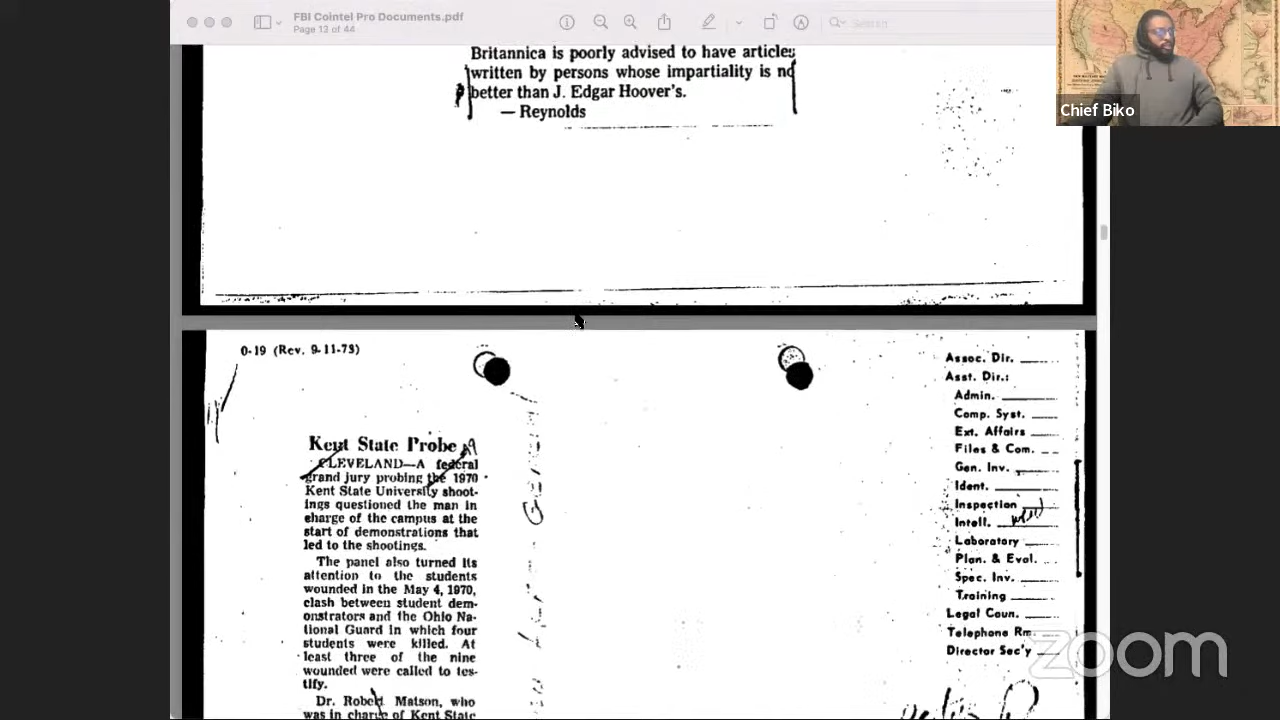 FBI Cointel Pro Documents.pdf
Page 13 of 44
Search
Chief Biko
Britannica is poorly advised to have articles
written by persons whose impartiality is no
better than J. Edgar Hoover's.
— Reynolds
0-19 (Rev. 9-11-73)
Kent State Probe
CLEVELAND—A federal
grand jury probing the 1970
Kent State University shoot-
ings questioned the man in
charge of the campus at the
start of demonstrations that
led to the shootings.
The panel also turned its
attention to the students
wounded in the May 4, 1970,
clash between student dem-
onstrators and the Ohio Na-
tional Guard in which four
students were killed. At
least three of the nine
wounded were called to tes-
tify.
Dr. Robert Matson, who
was in charge of Kent State
Assoc. Dir.
Asst. Dir.:
Admin.
Comp. Syst.
Ext. Affairs
Files & Com.
Gen. Inv.
Ident.
Inspection
Intell.
Laboratory
Plan. & Eval.
Spec. Inv.
Training
Legal Coun.
Telephone Rm.
Director Sec'y
zoom